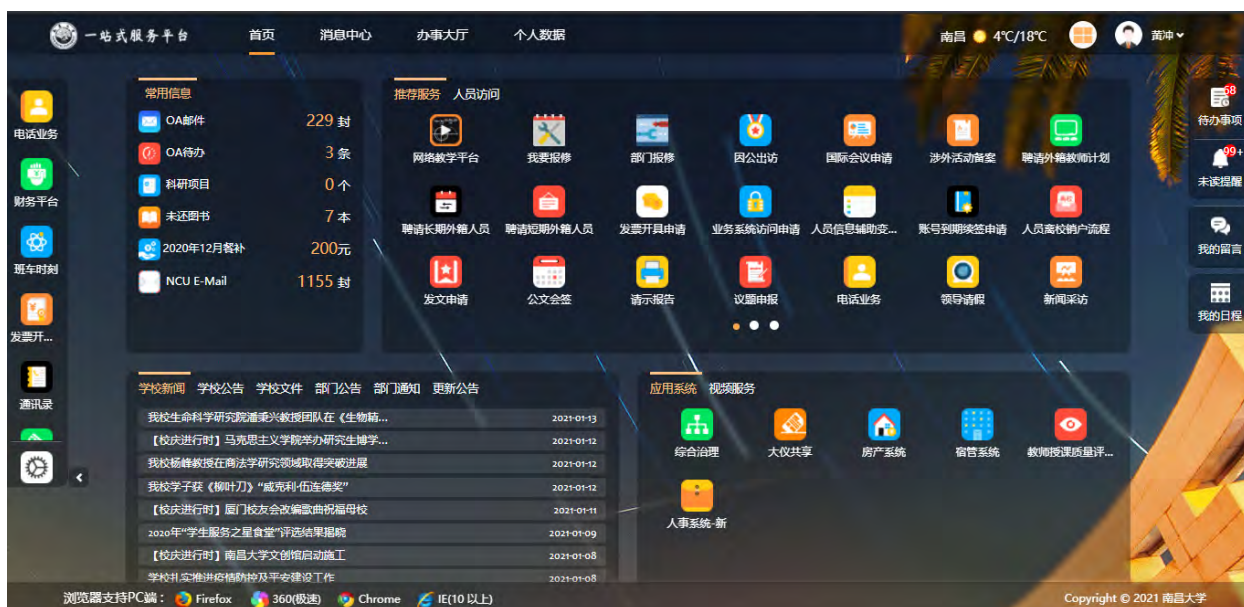 一站式服务平台 首页 消息中心 办事大厅 个人数据 南昌 4℃/18℃ 黄冲
电话业务
财务平台
班车时刻
发票开...
通讯录
常用信息
OA邮件 229 封
OA待办 3 条
科研项目 0 个
未还图书 7 本
2020年12月餐补 200元
NCU E-Mail 1155 封
推荐服务 人员访问
网络教学平台 我要报修 部门报修 因公出访 国际会议申请 涉外活动备案 聘请外籍教师计划
聘请长期外籍人员 聘请短期外籍人员 发票开具申请 业务系统访问申请 人员信息辅助变... 账号到期续签申请 人员离校销户流程
发文申请 公文会签 请示报告 议题申报 电话业务 领导请假 新闻采访
68
待办事项
99+
未读提醒
我的留言
我的日程
学校新闻 学校公告 学校文件 部门公告 部门通知 更新公告
我校生命科学研究院潘秉兴教授团队在《生物精... 2021-01-13
【校庆进行时】马克思主义学院举办研究生博学... 2021-01-12
我校杨峰教授在商法学研究领域取得突破进展 2021-01-12
我校学子获《柳叶刀》“威克利·伍连德奖” 2021-01-12
【校庆进行时】厦门校友会改编歌曲祝福母校 2021-01-11
2020年“学生服务之星食堂”评选结果揭晓 2021-01-09
【校庆进行时】南昌大学文创馆启动施工 2021-01-08
学校扎实推进疫情防控及平安建设工作 2021-01-08
应用系统 视频服务
综合治理 大仪共享 房产系统 宿管系统 教师授课质量评...
人事系统-新
浏览器支持PC端： Firefox 360(极速) Chrome IE(10 以上) Copyright © 2021 南昌大学